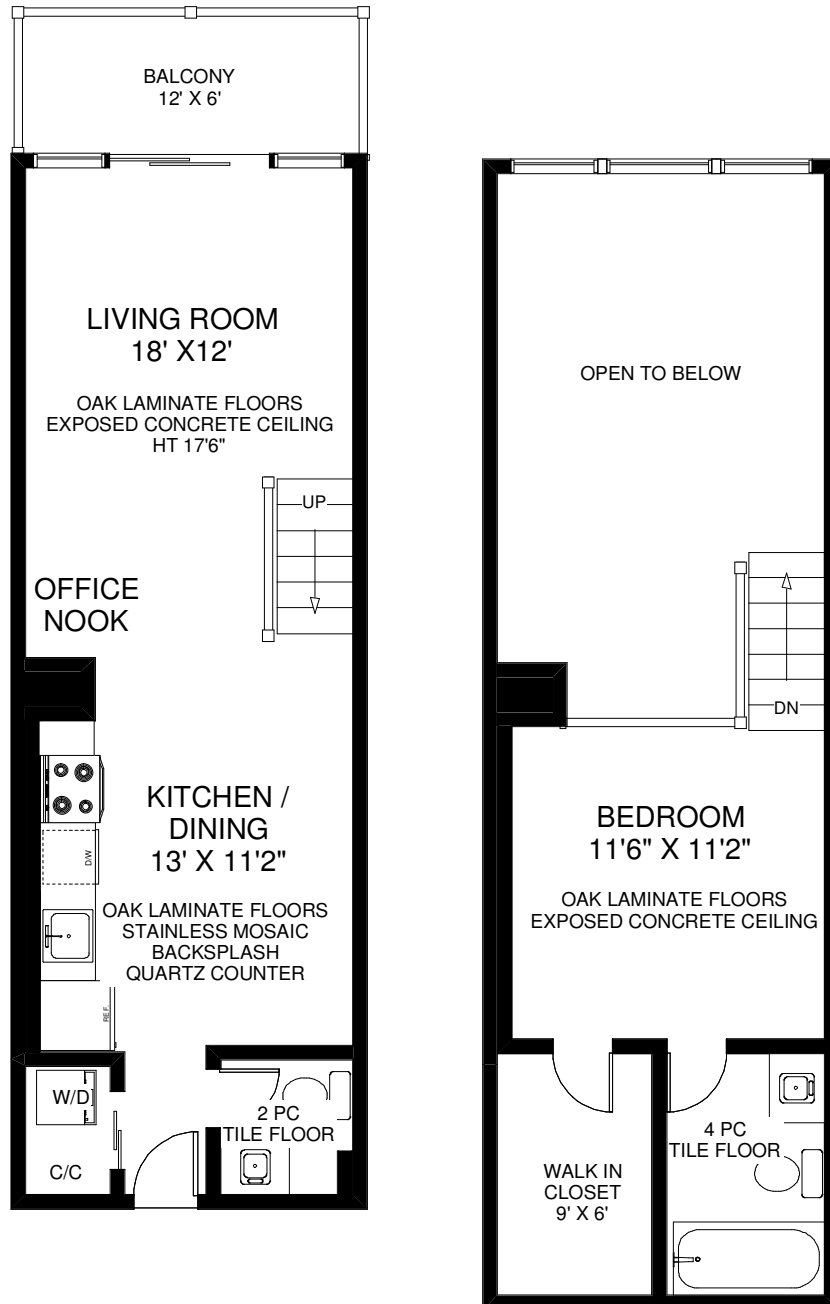 BALCONY
12' X 6'
LIVING ROOM
18' X12'
OAK LAMINATE FLOORS
EXPOSED CONCRETE CEILING
HT 17'6"
UP
OFFICE
NOOK
KITCHEN /
DINING
13' X 11'2"
D/W
OAK LAMINATE FLOORS
STAINLESS MOSAIC
BACKSPLASH
QUARTZ COUNTER
REF.
W/D
C/C
2 PC
TILE FLOOR
OPEN TO BELOW
DN
BEDROOM
11'6" X 11'2"
OAK LAMINATE FLOORS
EXPOSED CONCRETE CEILING
WALK IN
CLOSET
9' X 6'
4 PC
TILE FLOOR